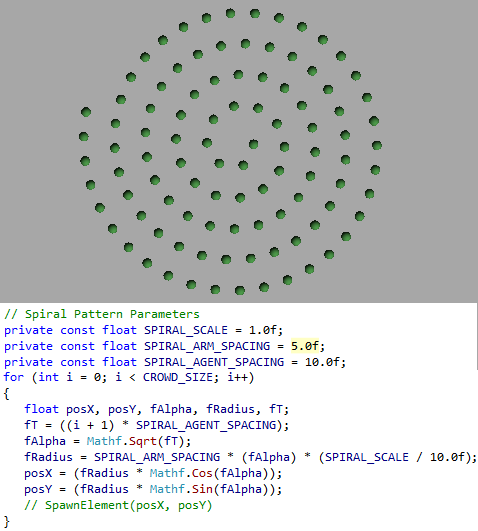 // Spiral Pattern Parameters
private const float SPIRAL_SCALE = 1.0f;
private const float SPIRAL_ARM_SPACING = 5.0f;
private const float SPIRAL_AGENT_SPACING = 10.0f;
for (int i = 0; i < CROWD_SIZE; i++)
{
float posX, posY, fAlpha, fRadius, fT;
fT = ((i + 1) * SPIRAL_AGENT_SPACING);
fAlpha = Mathf.Sqrt(fT);
fRadius = SPIRAL_ARM_SPACING * (fAlpha) * (SPIRAL_SCALE / 10.0f);
posX = (fRadius * Mathf.Cos(fAlpha));
posY = (fRadius * Mathf.Sin(fAlpha));
// SpawnElement(posX, posY)
}